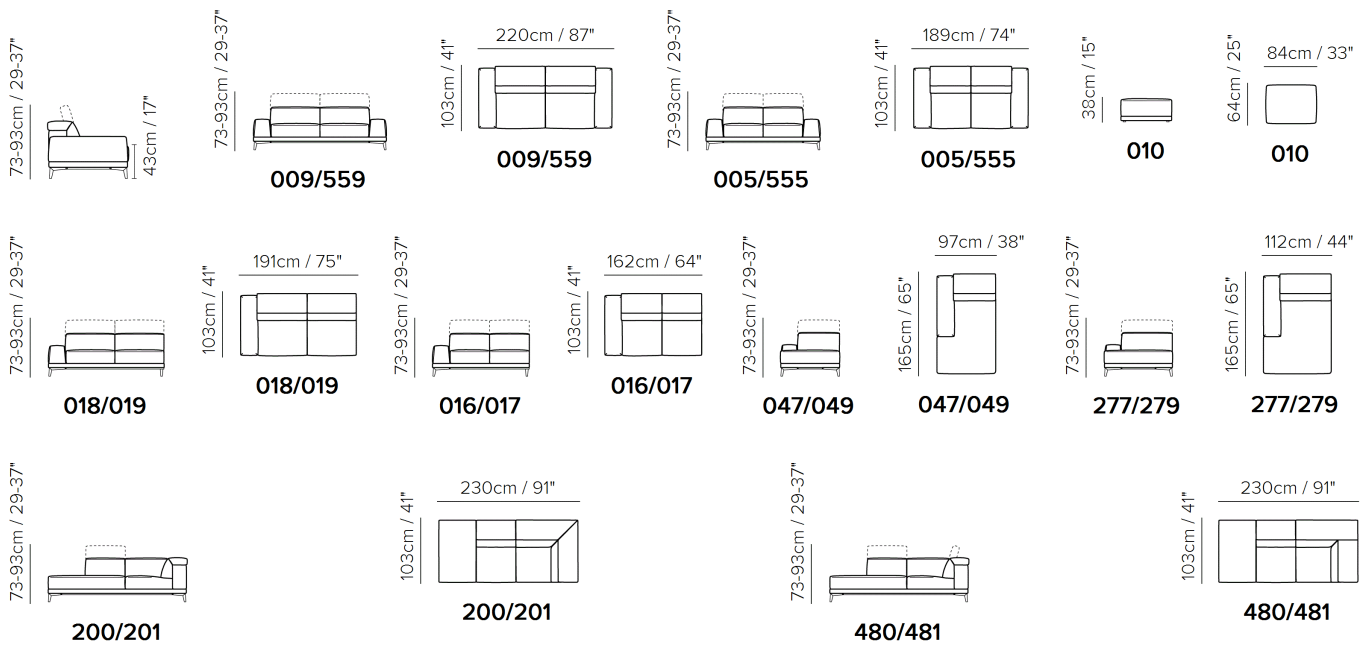 73-93cm / 29-37"
43cm / 17"
73-93cm / 29-37"
009/559
220cm / 87"
103cm / 41"
009/559
73-93cm / 29-37"
005/555
189cm / 74"
103cm / 41"
005/555
38cm / 15"
010
84cm / 33"
64cm / 25"
010
73-93cm / 29-37"
018/019
191cm / 75"
103cm / 41"
018/019
73-93cm / 29-37"
016/017
162cm / 64"
103cm / 41"
016/017
73-93cm / 29-37"
047/049
97cm / 38"
165cm / 65"
047/049
73-93cm / 29-37"
277/279
112cm / 44"
165cm / 65"
277/279
73-93cm / 29-37"
200/201
230cm / 91"
103cm / 41"
200/201
73-93cm / 29-37"
480/481
230cm / 91"
103cm / 41"
480/481